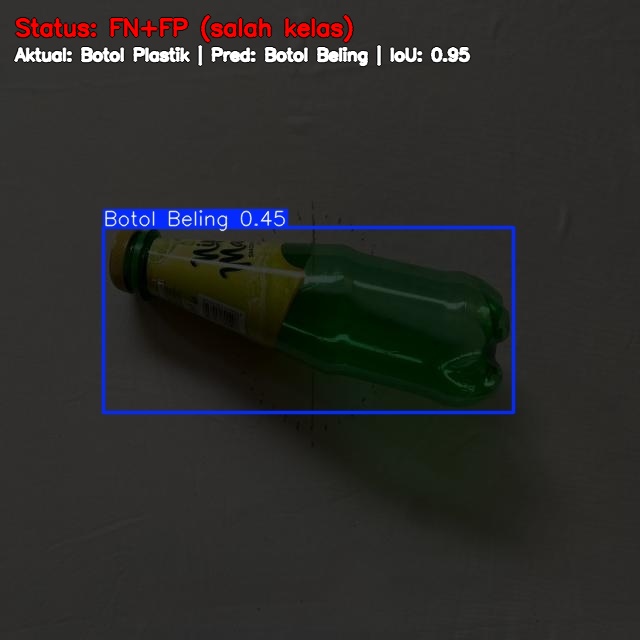 Status: FN+FP (salah kelas)
Aktual: Botol Plastik | Pred: Botol Beling | IoU: 0.95
Botol Beling 0.45